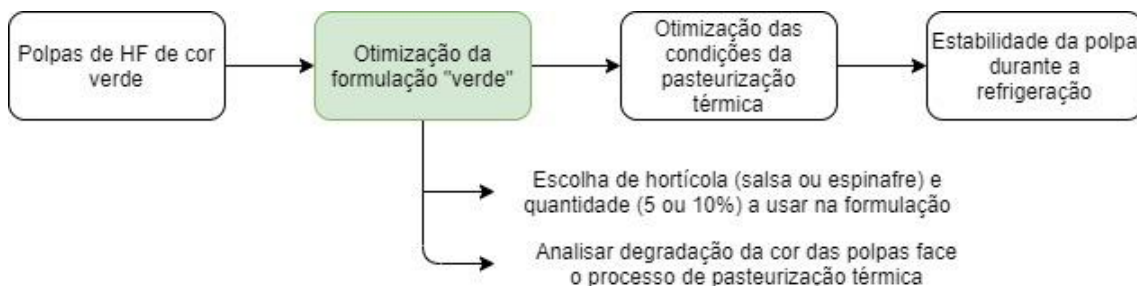 Polpas de HF de cor
verde
Otimização da
formulação "verde"
Otimização das
condições da
pasteurização
térmica
Estabilidade da polpa
durante a
refrigeração
Escolha de hortícola (salsa ou espinafre) e
quantidade (5 ou 10%) a usar na formulação
Analisar degradação da cor das polpas face
o processo de pasteurização térmica